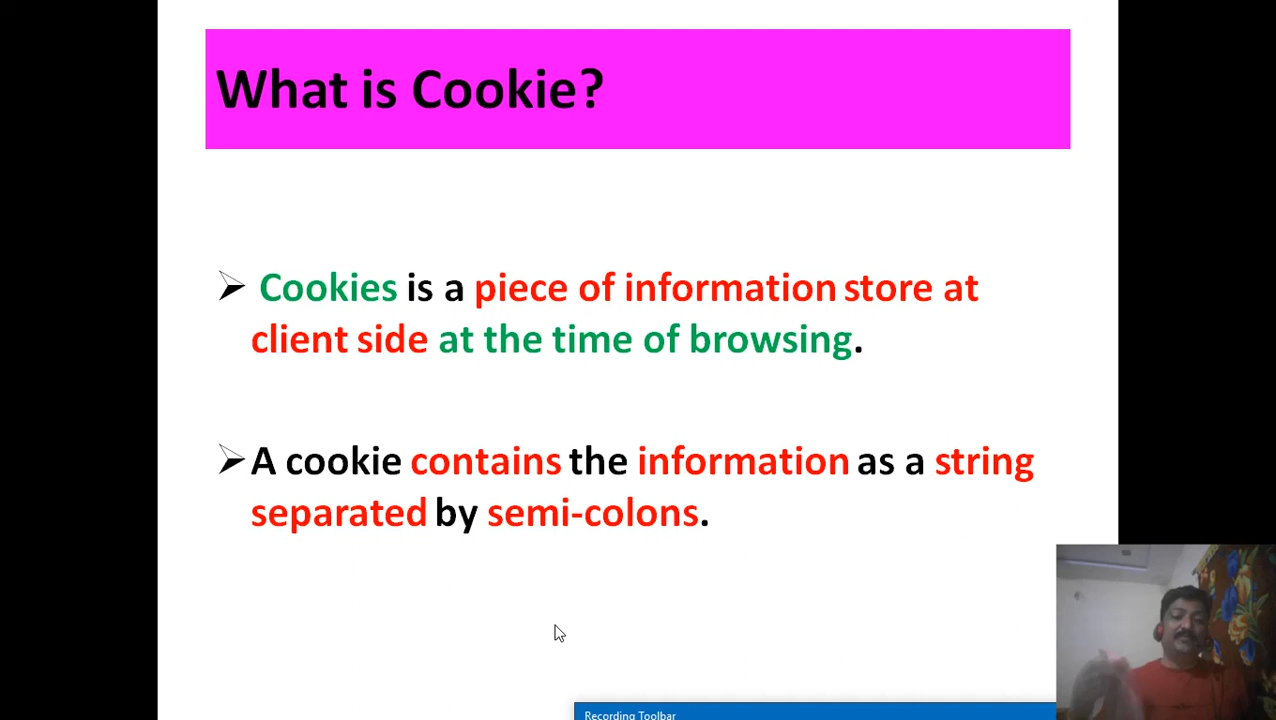 What is Cookie?
Cookies is a piece of information store at
client side at the time of browsing.
A cookie contains the information as a string
separated by semi-colons.
Recording Toolbar